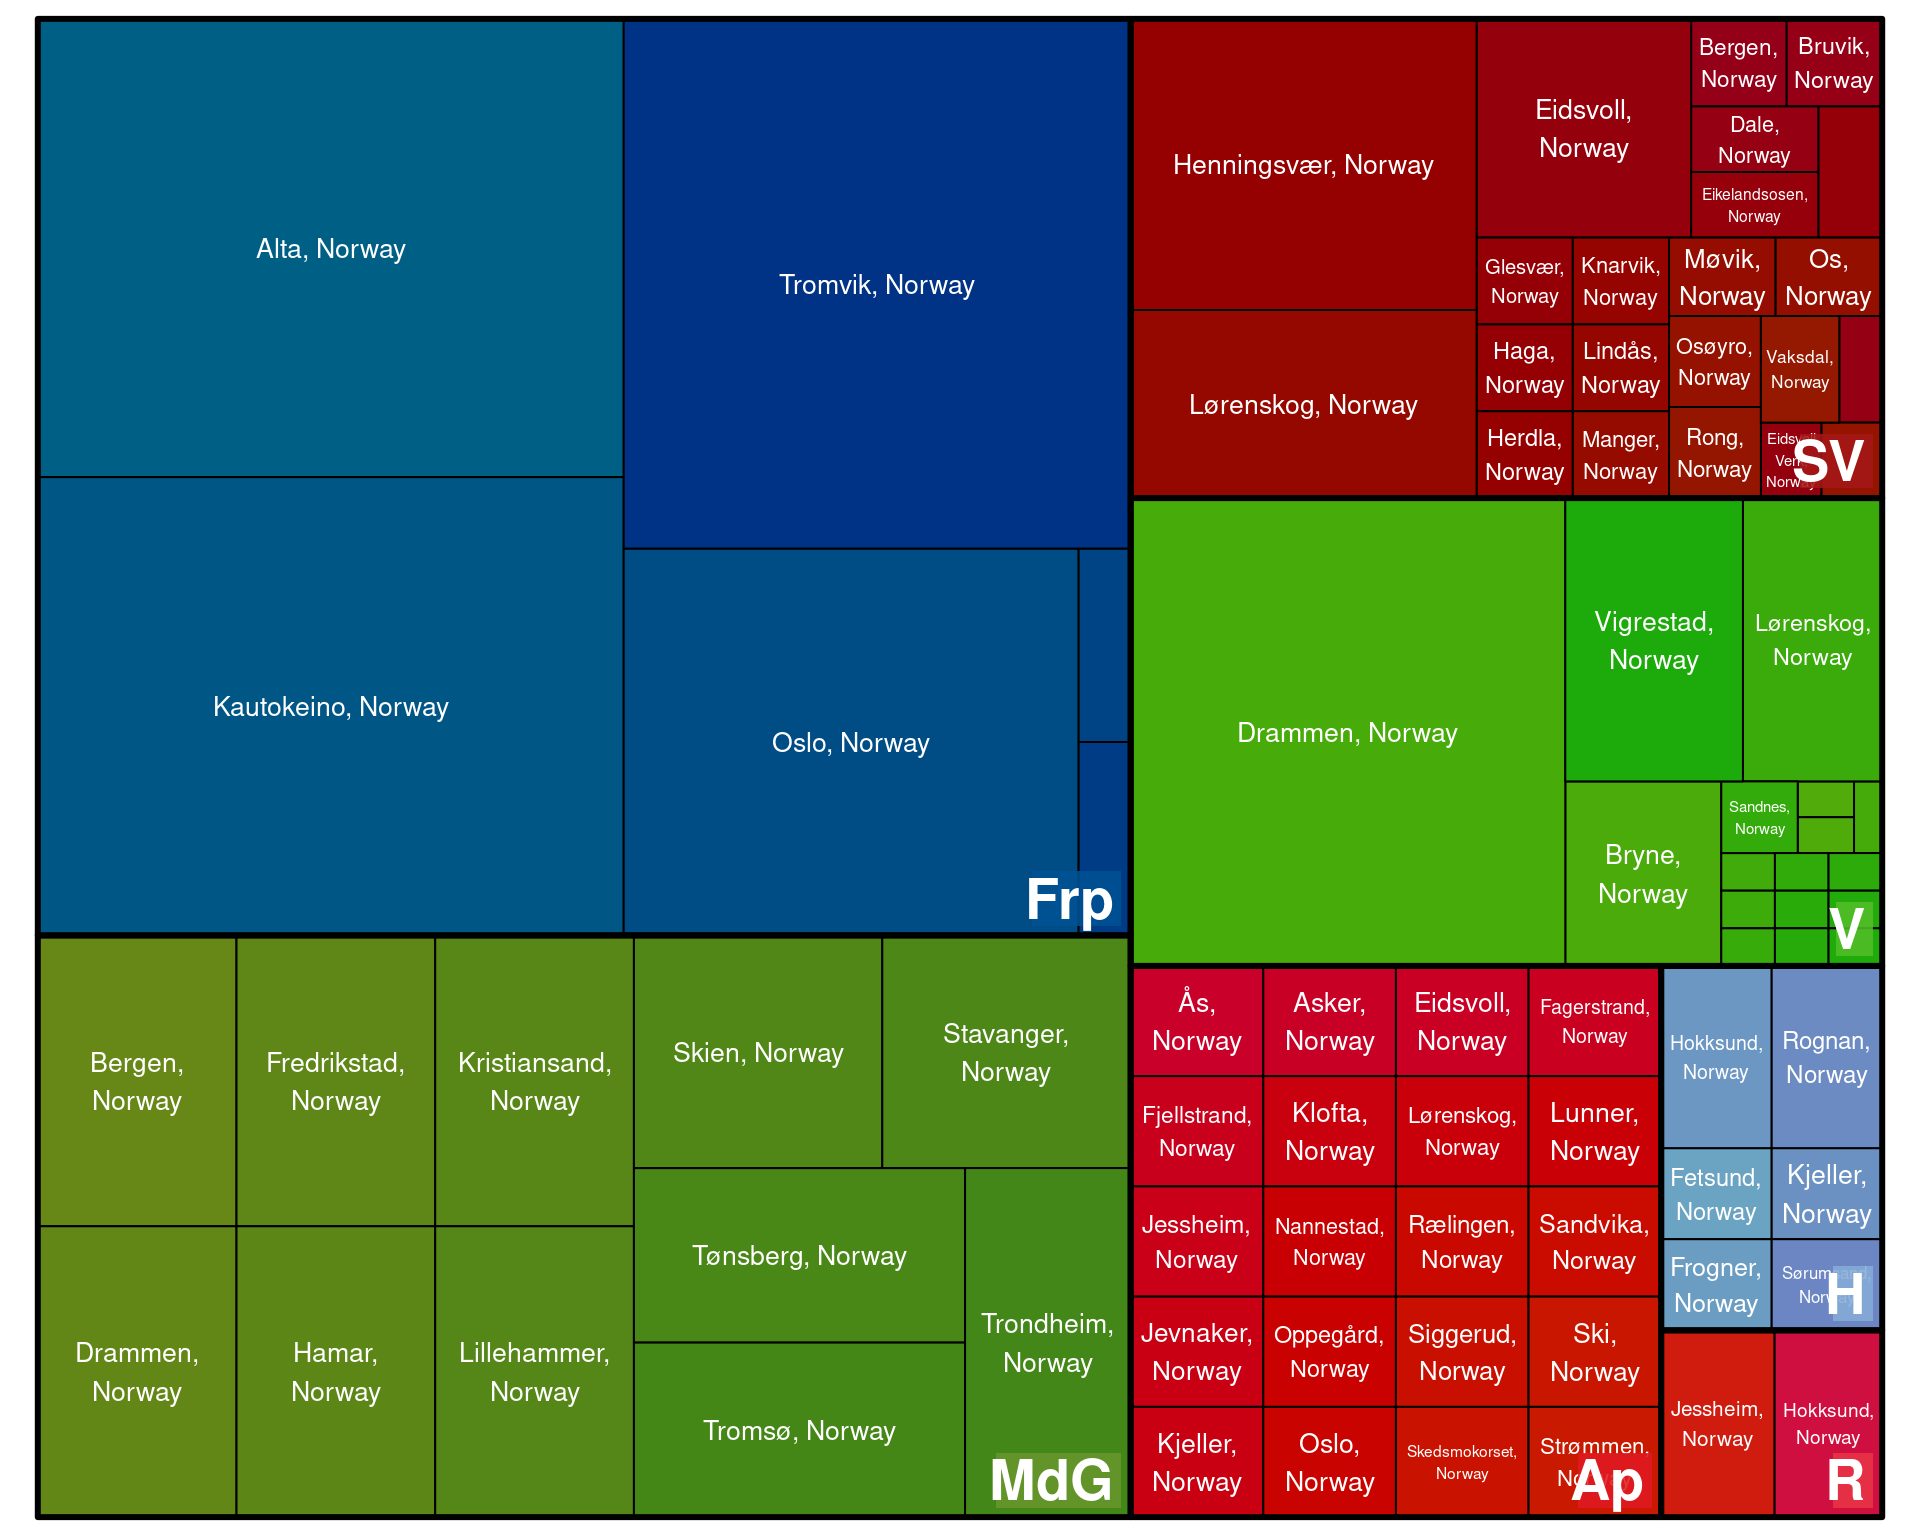 Alta, Norway
Tromvik, Norway
Kautokeino, Norway
Oslo, Norway
Frp
Henningsvær, Norway
Lørenskog, Norway
Eidsvoll,
Norway
Bergen,
Norway
Bruvik,
Norway
Dale,
Norway
Eikelandsosen,
Norway
Glesvær,
Norway
Knarvik,
Norway
Møvik,
Norway
Os,
Norway
Haga,
Norway
Lindås,
Norway
Osøyro,
Norway
Vaksdal,
Norway
Herdla,
Norway
Manger,
Norway
Rong,
Norway
Norway
SV
Drammen, Norway
Vigrestad,
Norway
Lørenskog,
Norway
Bryne,
Norway
Sandnes,
Norway
V
Bergen,
Norway
Fredrikstad,
Norway
Kristiansand,
Norway
Skien, Norway
Stavanger,
Norway
Drammen,
Norway
Hamar,
Norway
Lillehammer,
Norway
Tønsberg, Norway
Tromsø, Norway
Trondheim,
Norway
MdG
Ås,
Norway
Asker,
Norway
Eidsvoll,
Norway
Fagerstrand,
Norway
Fjellstrand,
Norway
Klofta,
Norway
Lørenskog,
Norway
Lunner,
Norway
Jessheim,
Norway
Nannestad,
Norway
Rælingen,
Norway
Sandvika,
Norway
Jevnaker,
Norway
Oppegård,
Norway
Siggerud,
Norway
Ski,
Norway
Kjeller,
Norway
Oslo,
Norway
Skedsmokorset,
Norway
Strømmen,
Ap
Hokksund,
Norway
Rognan,
Norway
Fetsund,
Norway
Kjeller,
Norway
Frogner,
Norway
Sørumsand,
Norway
H
Jessheim,
Norway
Hokksund,
Norway
R